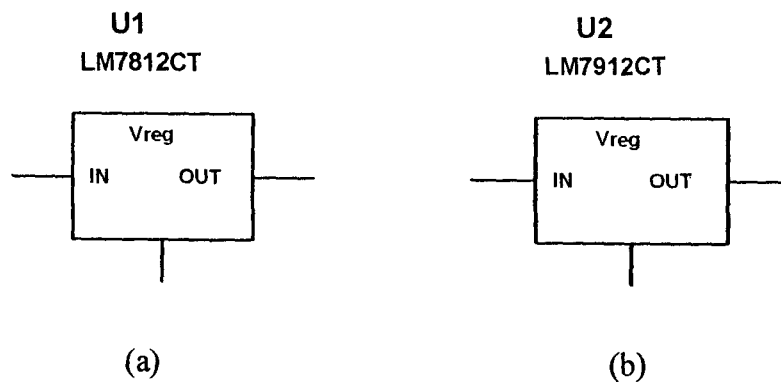 U1
LM7812CT
Vreg
IN OUT
(a)
U2
LM7912CT
Vreg
IN OUT
(b)